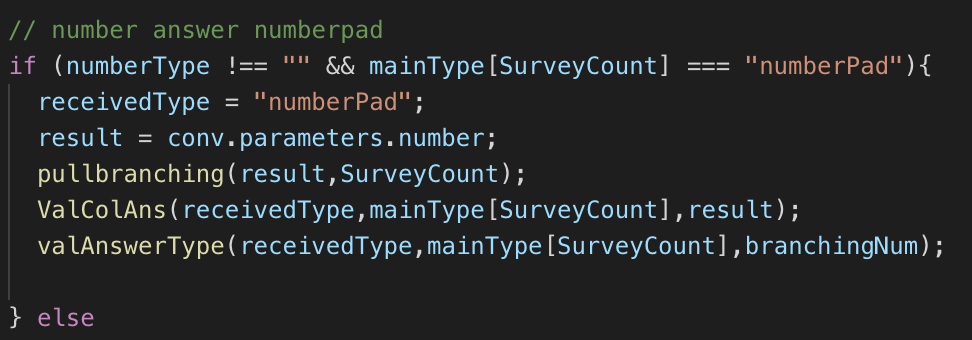 // number answer numberpad
if (numberType !== "" && mainType[SurveyCount] === "numberPad"){
receivedType = "numberPad";
result = conv.parameters.number;
pullbranching(result,SurveyCount);
ValColAns(receivedType,mainType[SurveyCount],result);
valAnswerType(receivedType,mainType[SurveyCount],branchingNum);
} else